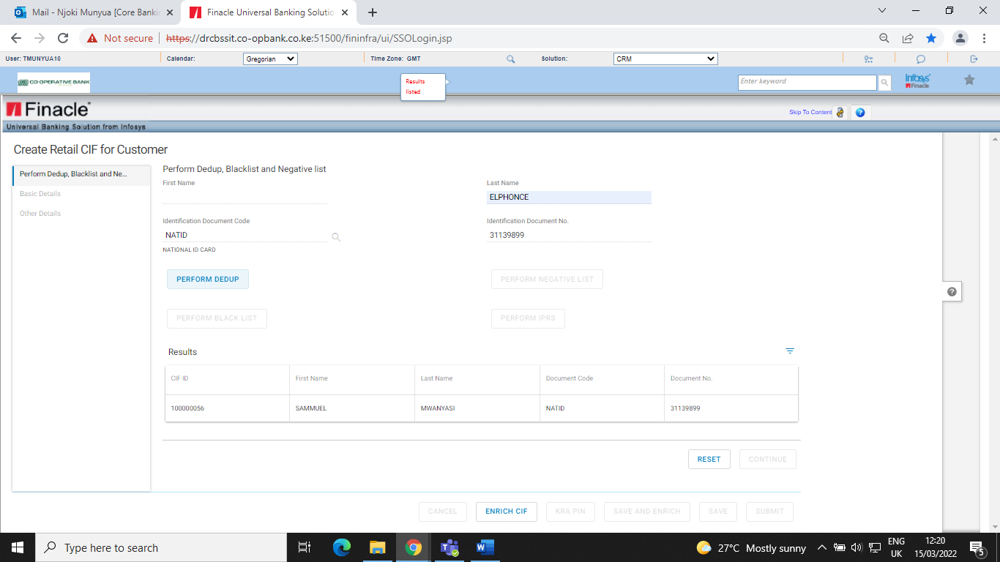 Mail - Njoki Munyua [Core Banki
Finacle Universal Banking Solutio
Not secure
https://drcbssit.co-opbank.co.ke:51500/fininfra/ui/SSOLogin.jsp
User: TMUNYUA10
Calendar:
Gregorian
Time Zone: GMT
Solution:
CRM
CO-OPERATIVE BANK
Results
listed
Enter keyword
Infosys
Finacle
Finacle
Skip To Content
Universal Banking Solution from Infosys
Create Retail CIF for Customer
Perform Dedup, Blacklist and Ne...
Basic Details
Other Details
Perform Dedup, Blacklist and Negative list
First Name
Last Name
ELPHONCE
Identification Document Code
Identification Document No.
NATID
31139899
NATIONAL ID CARD
PERFORM DEDUP
PERFORM NEGATIVE LIST
PERFORM BLACK LIST
PERFORM IPRS
Results
CIF ID
First Name
Last Name
Document Code
Document No.
100000056
SAMMUEL
MWANYASI
NATID
31139899
RESET
CONTINUE
CANCEL
ENRICH CIF
KRA PIN
SAVE AND ENRICH
SAVE
SUBMIT
Type here to search
27°C Mostly sunny
ENG
UK
12:20
15/03/2022
5